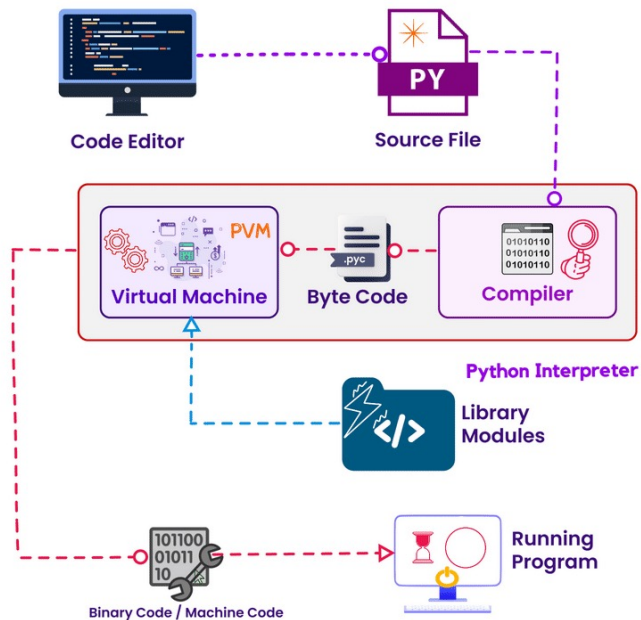 PY
Code Editor
Source File
PVM
.pyc
01010110
01010110
01010110
Virtual Machine
Byte Code
Compiler
Python Interpreter
</>
Library
Modules
101100
01011
10
Running
Program
Binary Code / Machine Code